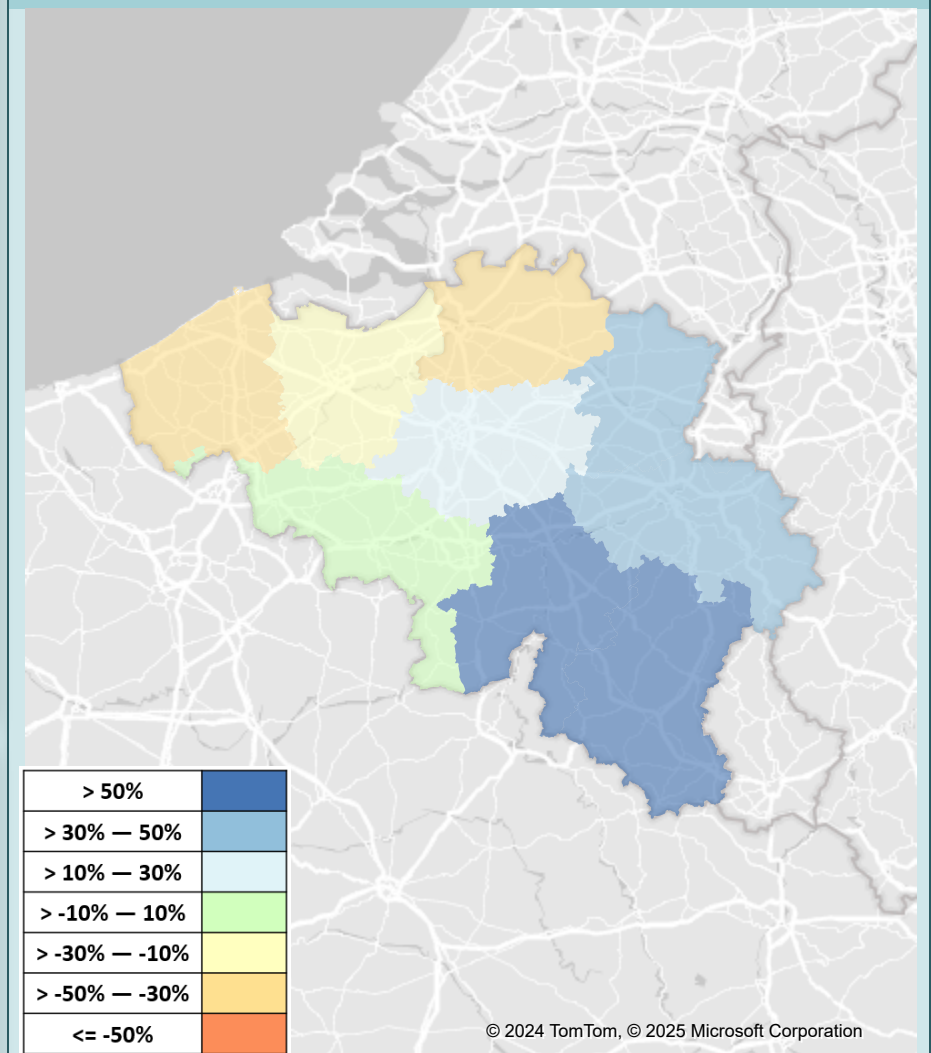 > 50%
> 30% — 50%
> 10% — 30%
> -10% — 10%
> -30% — -10%
> -50% — -30%
<= -50%
© 2024 TomTom, © 2025 Microsoft Corporation